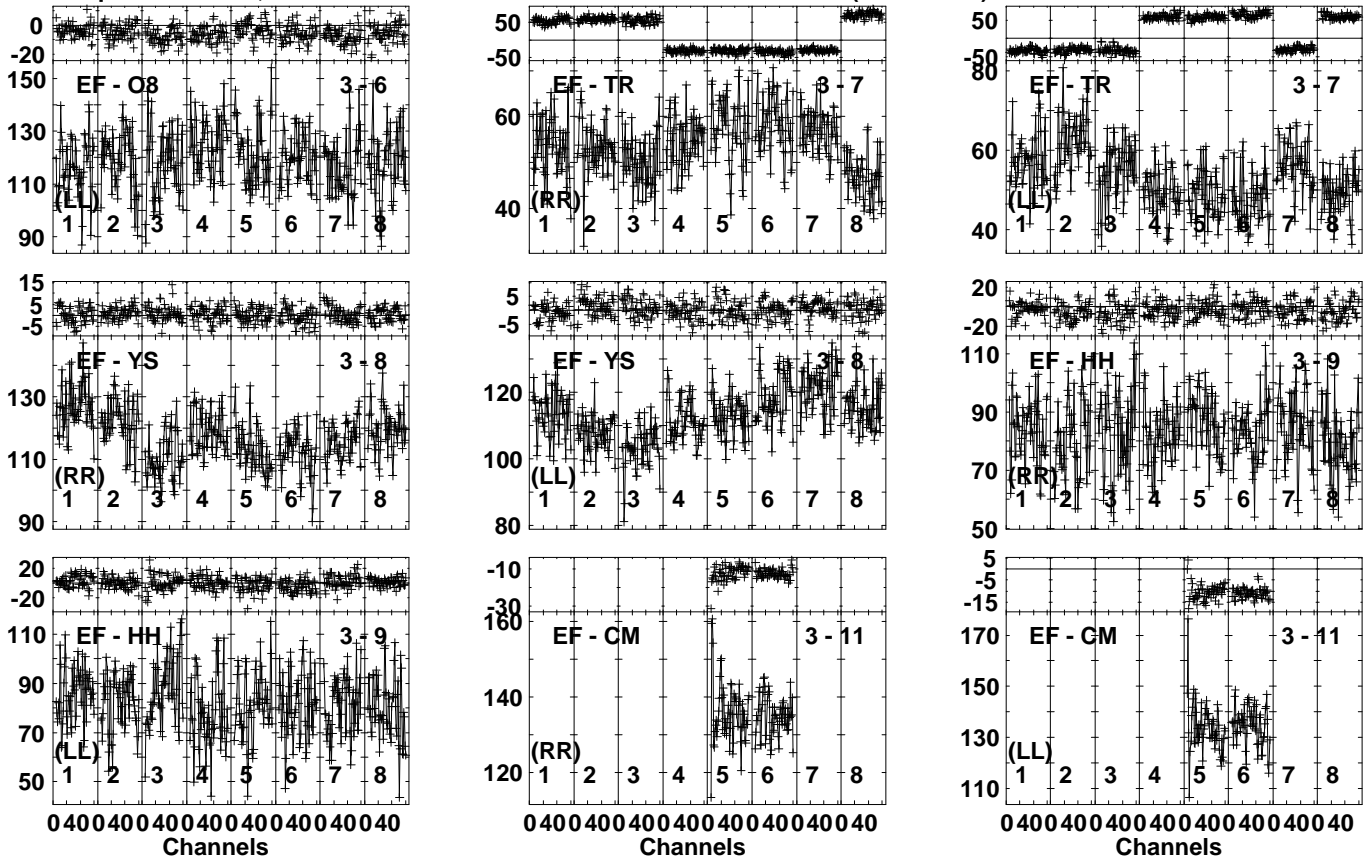 0
-20
150
130
110
90
EF - O8 3 - 6
(LL)
1 2 3 4 5 6 7 8
50
-50
60
40
EF - TR 3 - 7
(RR)
1 2 3 4 5 6 7 8
50
-50
80
60
40
EF - TR 3 - 7
(LL)
1 2 3 4 5 6 7 8
15
5
-5
130
110
90
EF - YS 3 - 8
(RR)
1 2 3 4 5 6 7 8
5
-5
120
100
80
EF - YS 3 - 8
(LL)
1 2 3 4 5 6 7 8
20
-20
110
90
70
50
EF - HH 3 - 9
(RR)
1 2 3 4 5 6 7 8
20
-20
110
90
70
50
EF - HH 3 - 9
(LL)
1 2 3 4 5 6 7 8
0 40 0 40 0 40 0 40 0 40 0 40 0 40 0 40
Channels
-10
-30
160
140
120
EF - CM 3 - 11
(RR)
1 2 3 4 5 6 7 8
0 40 0 40 0 40 0 40 0 40 0 40 0 40 0 40
Channels
5
-5
-15
170
150
130
110
EF - CM 3 - 11
(LL)
1 2 3 4 5 6 7 8
0 40 0 40 0 40 0 40 0 40 0 40 0 40 0 40
Channels